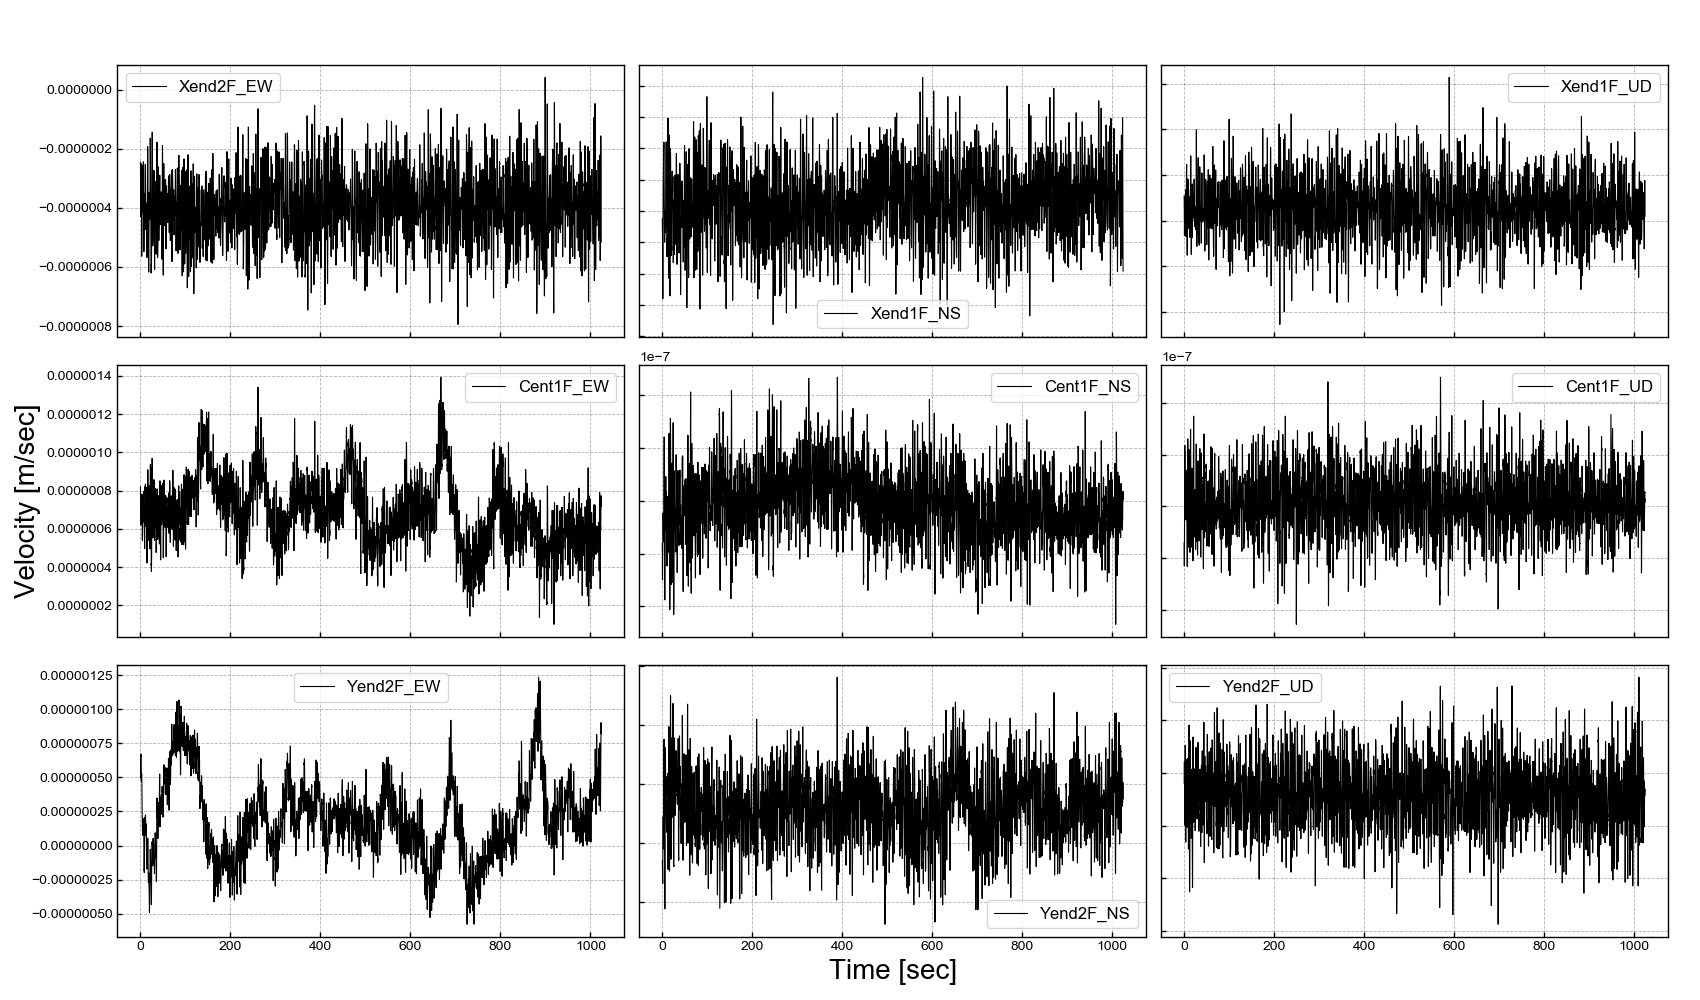 Xend2F_EW
Xend1F_NS
Xend1F_UD
0.0000000
−0.0000002
−0.0000004
−0.0000006
−0.0000008
1e−7
1e−7
Cent1F_EW
Cent1F_NS
Cent1F_UD
0.0000014
0.0000012
0.0000010
0.0000008
0.0000006
0.0000004
0.0000002
Velocity [m/sec]
Yend2F_EW
Yend2F_NS
Yend2F_UD
0.00000125
0.00000100
0.00000075
0.00000050
0.00000025
0.00000000
−0.00000025
−0.00000050
0 200 400 600 800 1000
0 200 400 600 800 1000
0 200 400 600 800 1000
Time [sec]